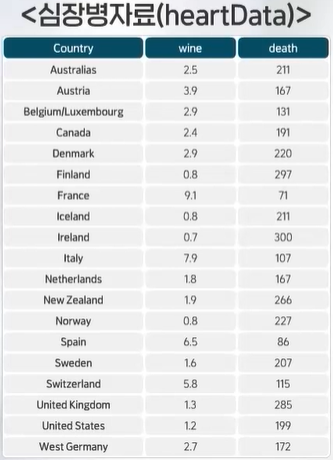 <심장병자료(heartData)>
Country wine death
Australias 2.5 211
Austria 3.9 167
Belgium/Luxembourg 2.9 131
Canada 2.4 191
Denmark 2.9 220
Finland 0.8 297
France 9.1 71
Iceland 0.8 211
Ireland 0.7 300
Italy 7.9 107
Netherlands 1.8 167
New Zealand 1.9 266
Norway 0.8 227
Spain 6.5 86
Sweden 1.6 207
Switzerland 5.8 115
United Kingdom 1.3 285
United States 1.2 199
West Germany 2.7 172